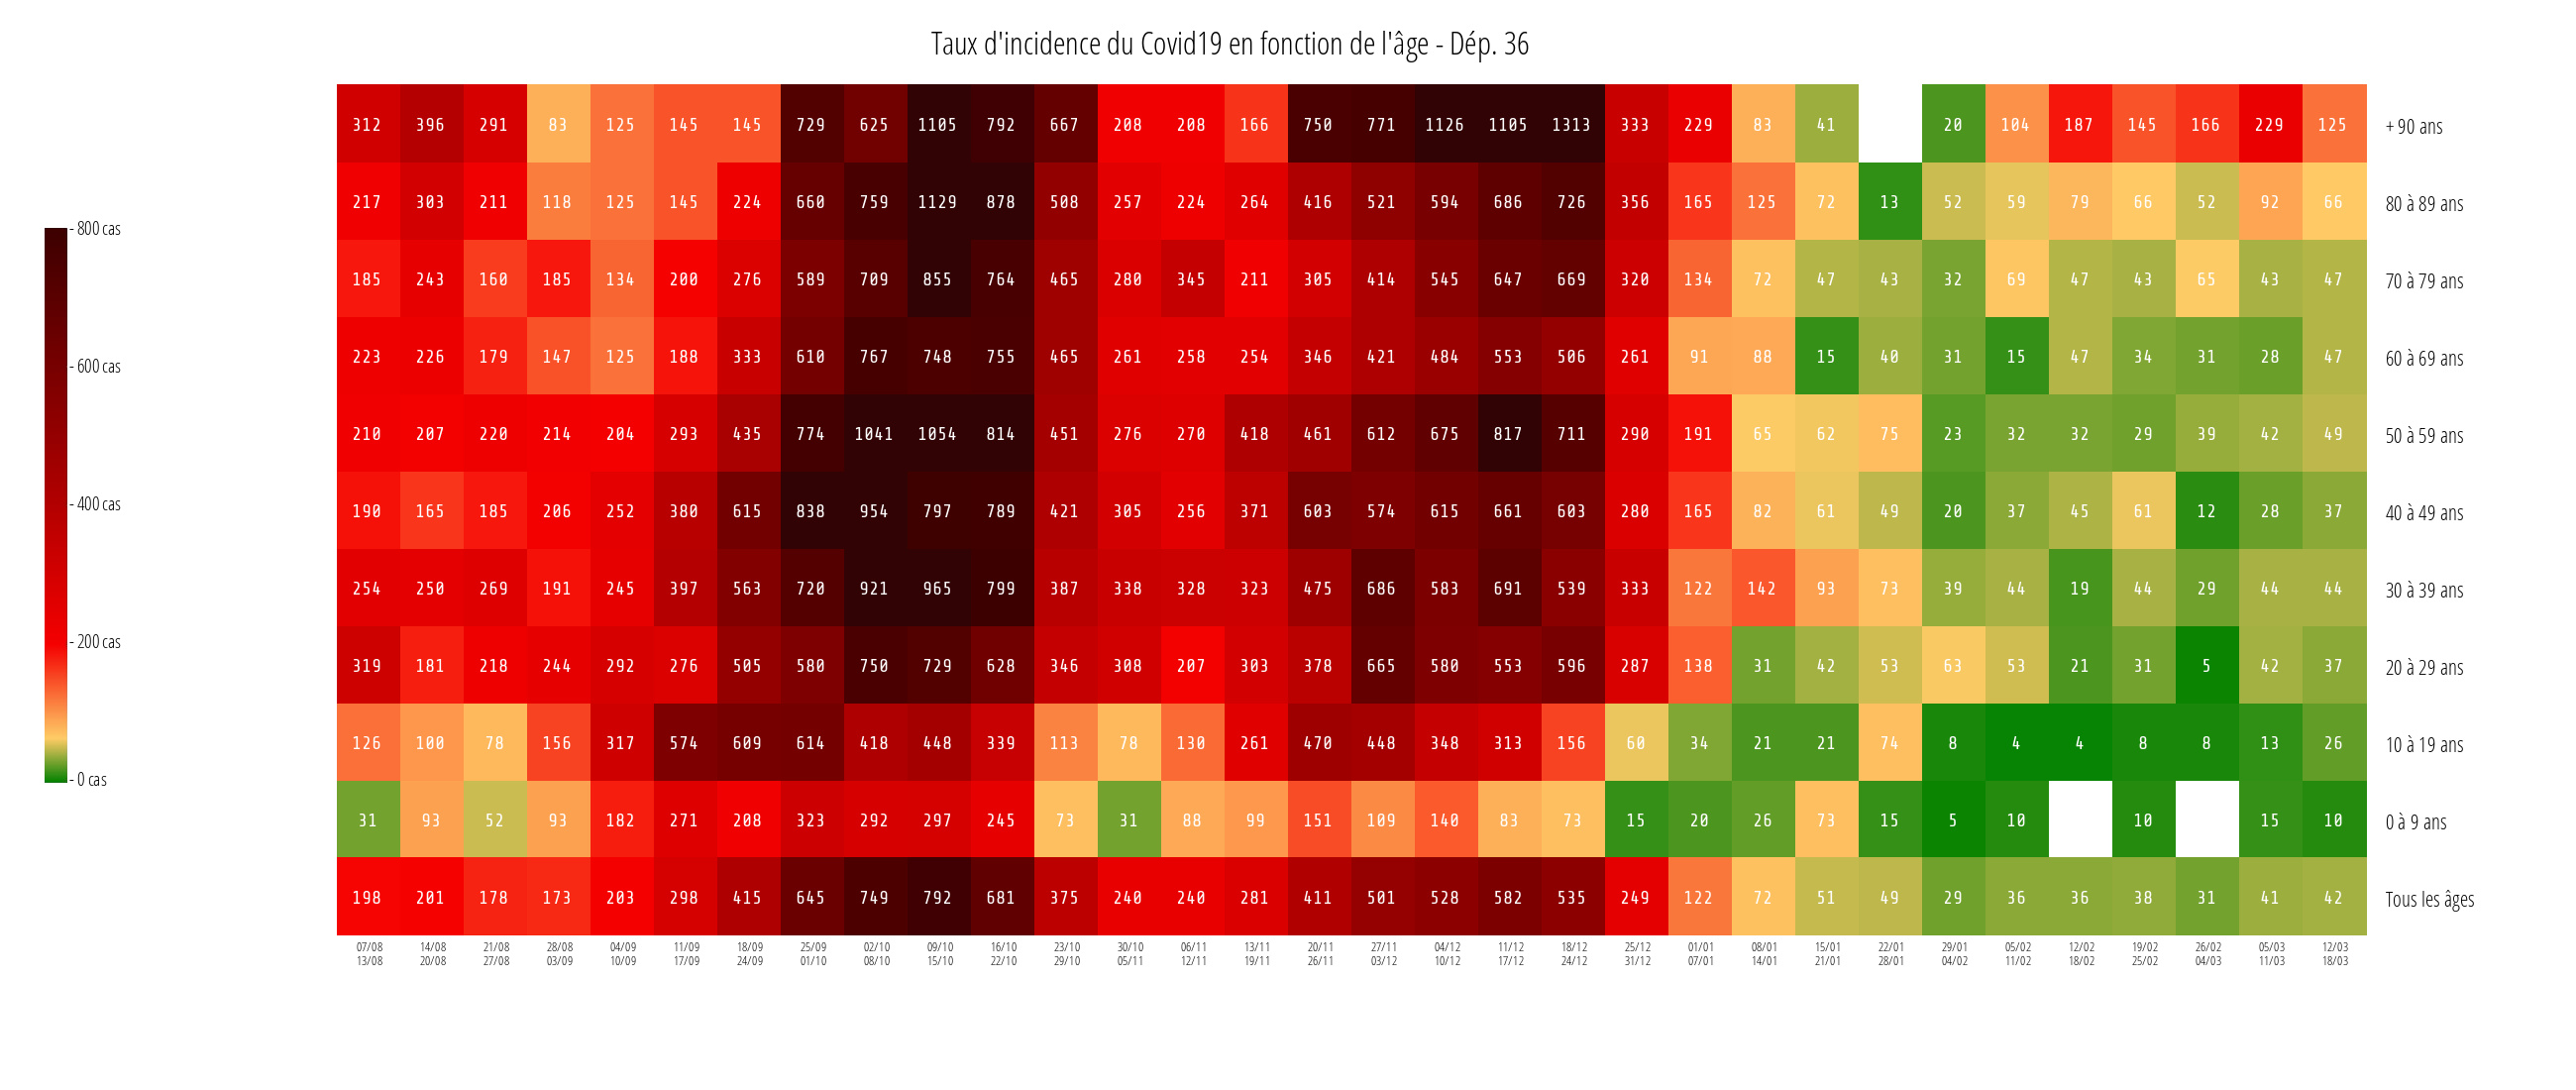 Taux d'incidence du Covid19 en fonction de l'âge - Dép. 36
- 800 cas
- 600 cas
- 400 cas
- 200 cas
- 0 cas
312 396 291 83 125 145 145 729 625 1105 792 667 208 208 166 750 771 1126 1105 1313 333 229 83 41 20 104 187 145 166 229 125 + 90 ans
217 303 211 118 125 145 224 660 759 1129 878 508 257 224 264 416 521 594 686 726 356 165 125 72 13 52 59 79 66 52 92 66 80 à 89 ans
185 243 160 185 134 200 276 589 709 855 764 465 280 345 211 305 414 545 647 669 320 134 72 47 43 32 69 47 43 65 43 47 70 à 79 ans
223 226 179 147 125 188 333 610 767 748 755 465 261 258 254 346 421 484 553 506 261 91 88 15 40 31 15 47 34 31 28 47 60 à 69 ans
210 207 220 214 204 293 435 774 1041 1054 814 451 276 270 418 461 612 675 817 711 290 191 65 62 75 23 32 32 29 39 42 49 50 à 59 ans
190 165 185 206 252 380 615 838 954 797 789 421 305 256 371 603 574 615 661 603 280 165 82 61 49 20 37 45 61 12 28 37 40 à 49 ans
254 250 269 191 245 397 563 720 921 965 799 387 338 328 323 475 686 583 691 539 333 122 142 93 73 39 44 19 44 29 44 44 30 à 39 ans
319 181 218 244 292 276 505 580 750 729 628 346 308 207 303 378 665 580 553 596 287 138 31 42 53 63 53 21 31 5 42 37 20 à 29 ans
126 100 78 156 317 574 609 614 418 448 339 113 78 130 261 470 448 348 313 156 60 34 21 21 74 8 4 4 8 8 13 26 10 à 19 ans
31 93 52 93 182 271 208 323 292 297 245 73 31 88 99 151 109 140 83 73 15 20 26 73 15 5 10 10 15 10 0 à 9 ans
198 201 178 173 203 298 415 645 749 792 681 375 240 240 281 411 501 528 582 535 249 122 72 51 49 29 36 36 38 31 41 42 Tous les âges
07/08 14/08 21/08 28/08 04/09 11/09 18/09 25/09 02/10 09/10 16/10 23/10 30/10 06/11 13/11 20/11 27/11 04/12 11/12 18/12 25/12 01/01 08/01 15/01 22/01 29/01 05/02 12/02 19/02 26/02 05/03 12/03
13/08 20/08 27/08 03/09 10/09 17/09 24/09 01/10 08/10 15/10 22/10 29/10 05/11 12/11 19/11 26/11 03/12 10/12 17/12 24/12 31/12 07/01 14/01 21/01 28/01 04/02 11/02 18/02 25/02 04/03 11/03 18/03